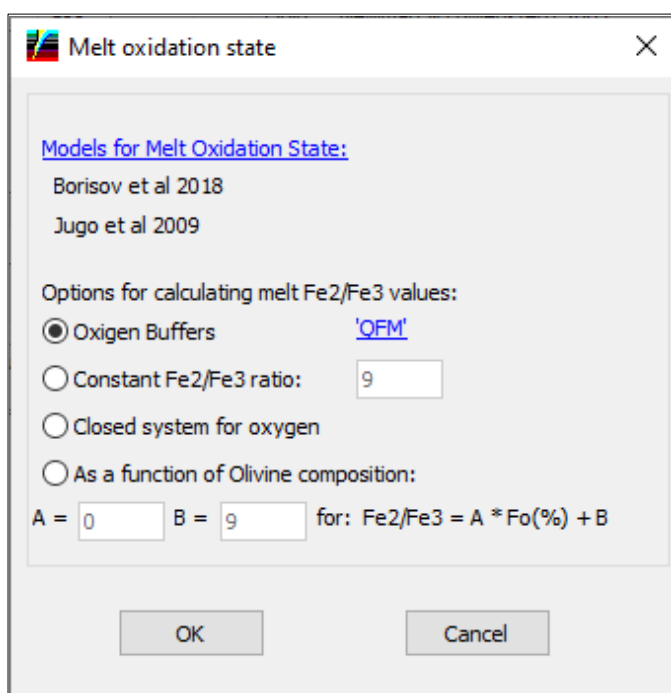 Melt oxidation state
Models for Melt Oxidation State:
Borisov et al 2018
Jugo et al 2009
Options for calculating melt Fe2/Fe3 values:
Oxigen Buffers 'QFM'
Constant Fe2/Fe3 ratio: 9
Closed system for oxygen
As a function of Olivine composition:
A = 0 B = 9 for: Fe2/Fe3 = A * Fo(%) + B
OK Cancel